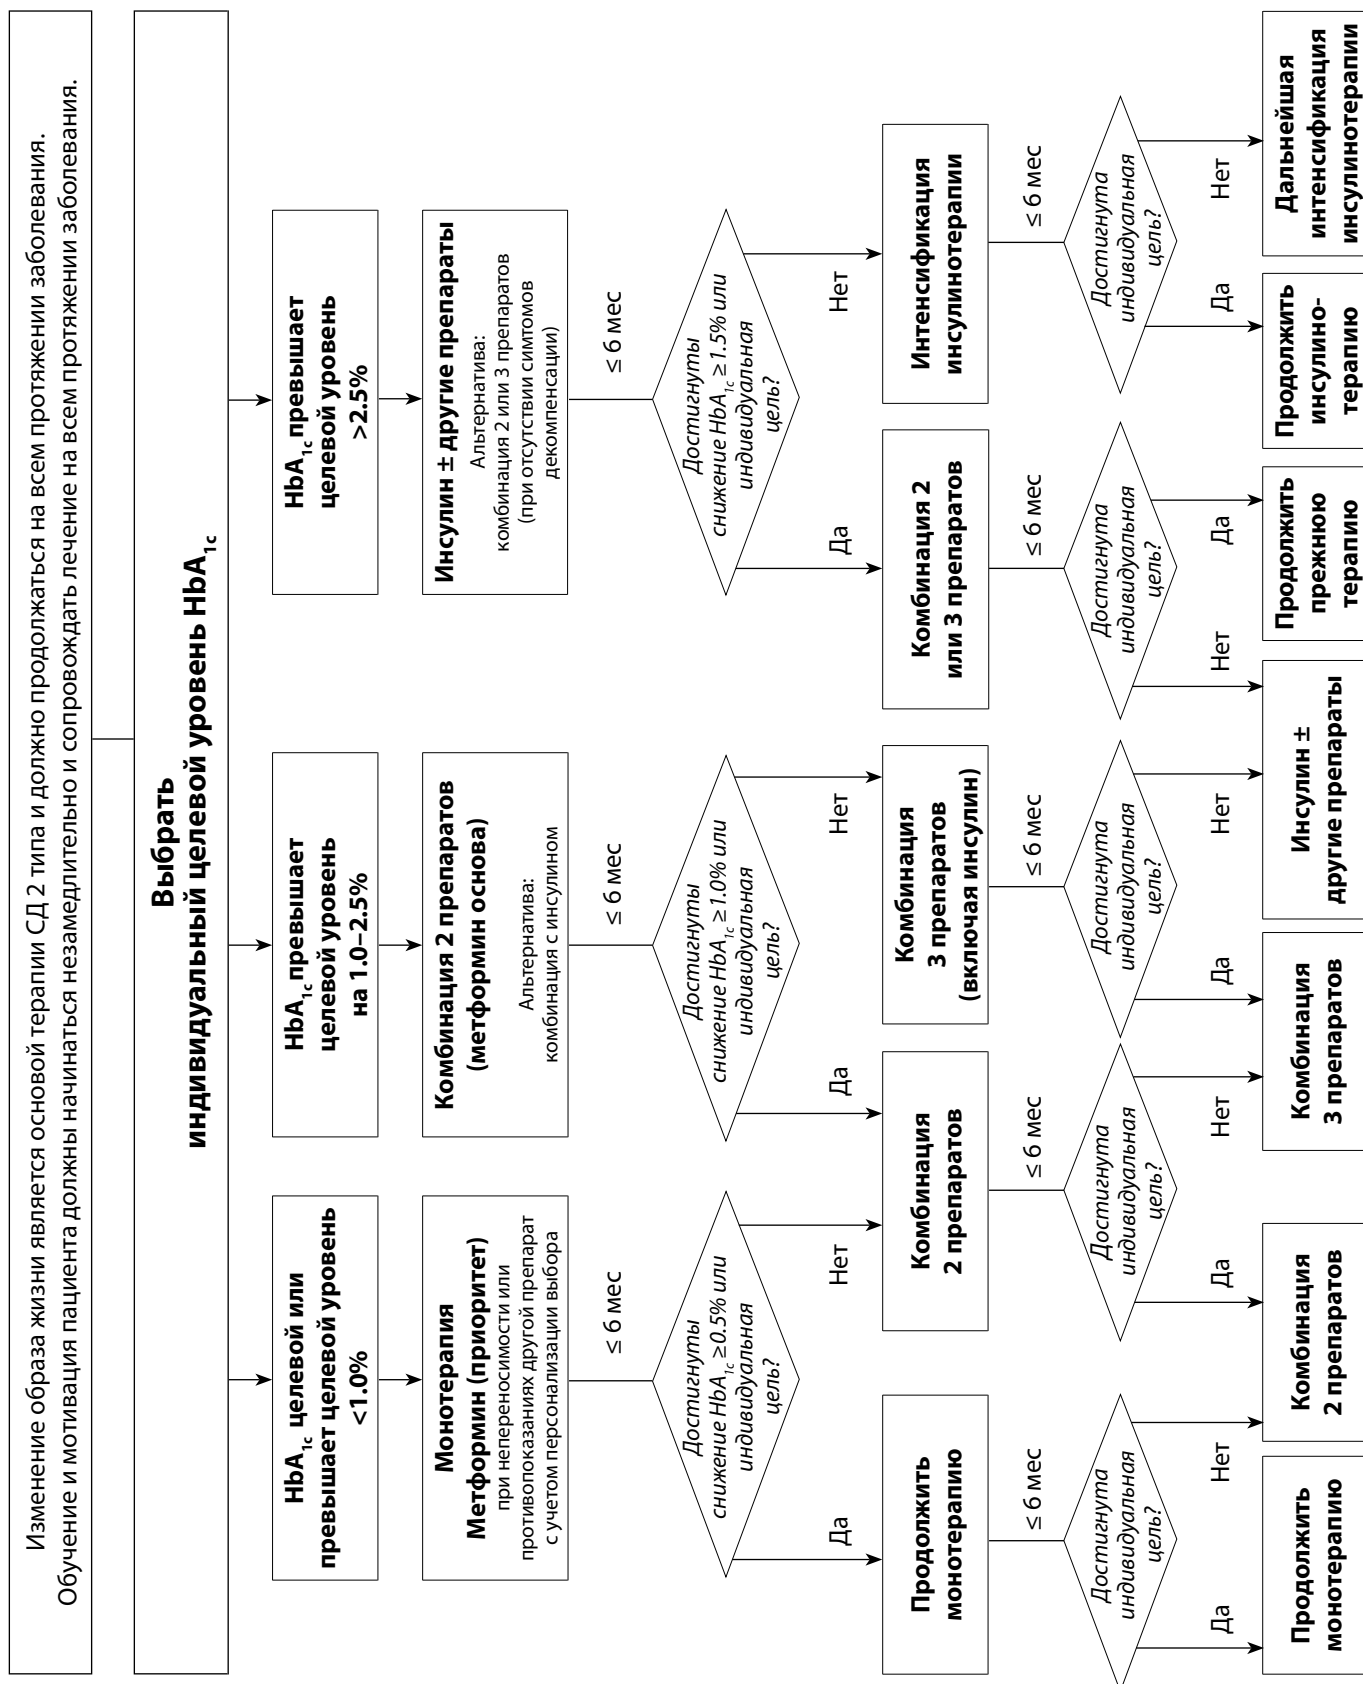 Изменение образа жизни является основой терапии СД 2 типа и должно продолжаться на всем протяжении заболевания.
Обучение и мотивация пациента должны начинаться незамедлительно и сопровождать лечение на всем протяжении заболевания.
Выбрать
индивидуальный целевой уровень HbA1c
HbA1c целевой или
превышает целевой уровень
<1.0%
HbA1c превышает
целевой уровень
на 1.0–2.5%
HbA1c превышает
целевой уровень
>2.5%
Монотерапия
Метформин (приоритет)
при непереносимости или
противопоказаниях другой препарат
с учетом персонализации выбора
Комбинация 2 препаратов
(метформин основа)
Альтернатива:
комбинация с инсулином
Инсулин ± другие препараты
Альтернатива:
комбинация 2 или 3 препаратов
(при отсутствии симптомов
декомпенсации)
≤ 6 мес
≤ 6 мес
≤ 6 мес
Достигнуты
снижение HbA1c ≥0.5% или
индивидуальная
цель?
Достигнуты
снижение HbA1c ≥ 1.0% или
индивидуальная
цель?
Достигнуты
снижение HbA1c ≥ 1.5% или
индивидуальная
цель?
Да
Нет
Да
Нет
Да
Нет
Продолжить
монотерапию
Комбинация
2 препаратов
Комбинация
3 препаратов
(включая инсулин)
Комбинация 2
или 3 препаратов
Интенсификация
инсулинотерапии
≤ 6 мес
≤ 6 мес
≤ 6 мес
≤ 6 мес
≤ 6 мес
Достигнута
индивидуальная
цель?
Достигнута
индивидуальная
цель?
Достигнута
индивидуальная
цель?
Достигнута
индивидуальная
цель?
Достигнута
индивидуальная
цель?
Да
Нет
Да
Нет
Да
Нет
Нет
Да
Да
Нет
Продолжить
монотерапию
Комбинация
2 препаратов
Комбинация
3 препаратов
Инсулин ±
другие препараты
Продолжить
прежнюю
терапию
Продолжить
инсулино-
терапию
Дальнейшая
интенсификация
инсулинотерапии